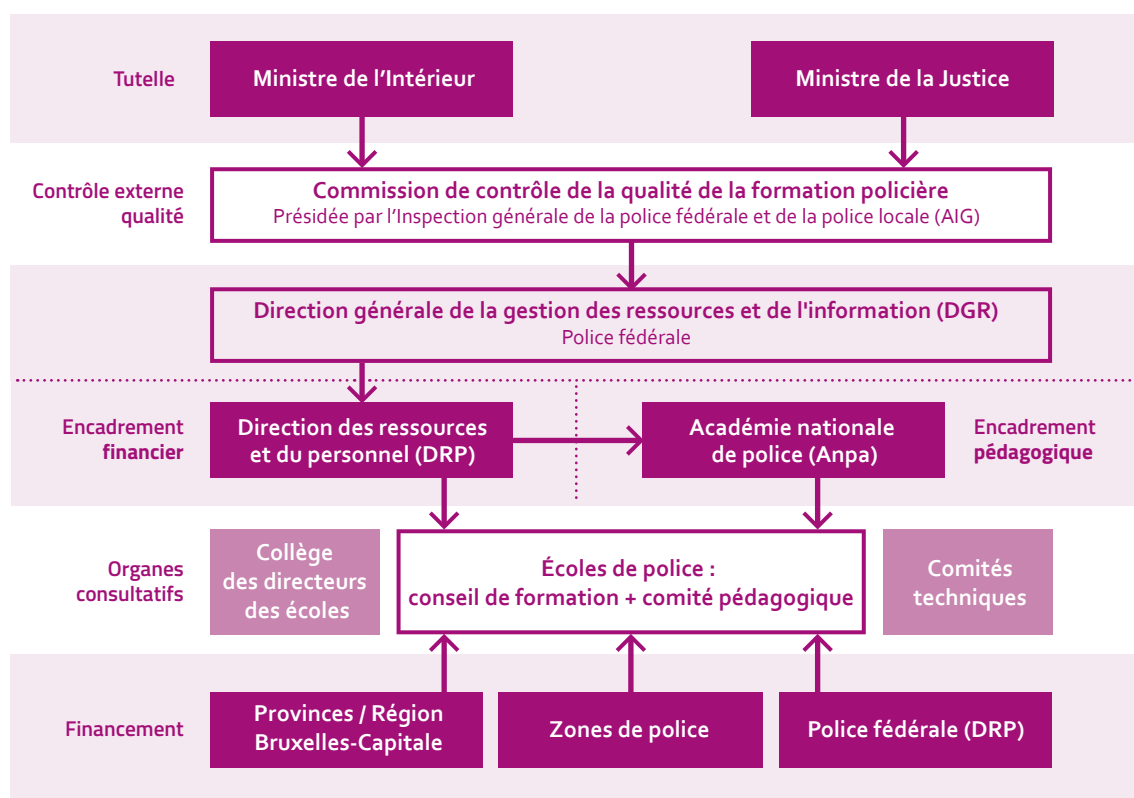 Tutelle
Ministre de l’Intérieur
Ministre de la Justice
Contrôle externe
qualité
Commission de contrôle de la qualité de la formation policière
Présidée par l’Inspection générale de la police fédérale et de la police locale (AIG)
Direction générale de la gestion des ressources et de l'information (DGR)
Police fédérale
Encadrement
financier
Direction des ressources
et du personnel (DRP)
Académie nationale
de police (Anpa)
Encadrement
pédagogique
Organes
consultatifs
Collège
des directeurs
des écoles
Écoles de police :
conseil de formation + comité pédagogique
Comités
techniques
Financement
Provinces / Région
Bruxelles-Capitale
Zones de police
Police fédérale (DRP)